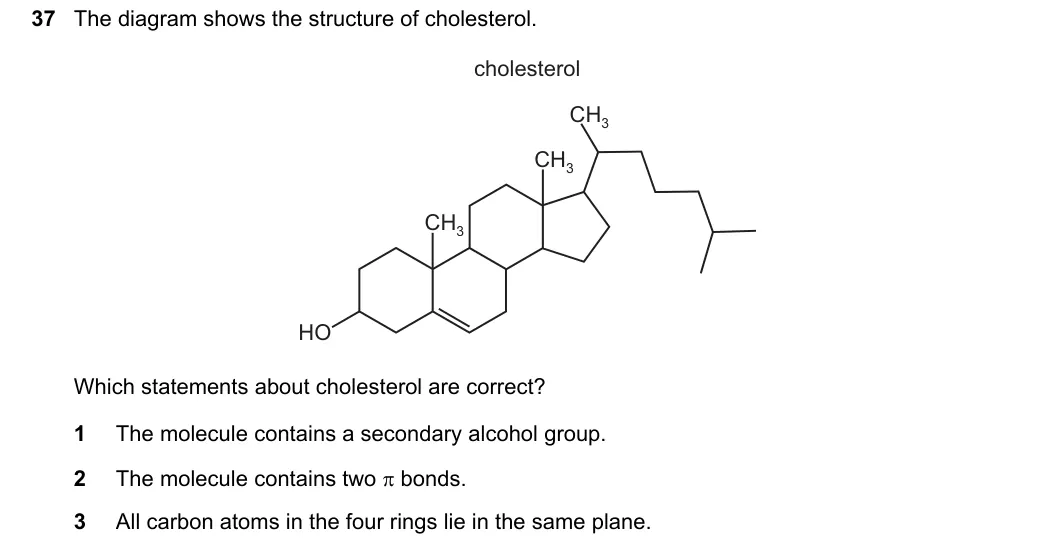 37 The diagram shows the structure of cholesterol.
cholesterol
CH3
CH3
CH3
HO
Which statements about cholesterol are correct?
1 The molecule contains a secondary alcohol group.
2 The molecule contains two π bonds.
3 All carbon atoms in the four rings lie in the same plane.